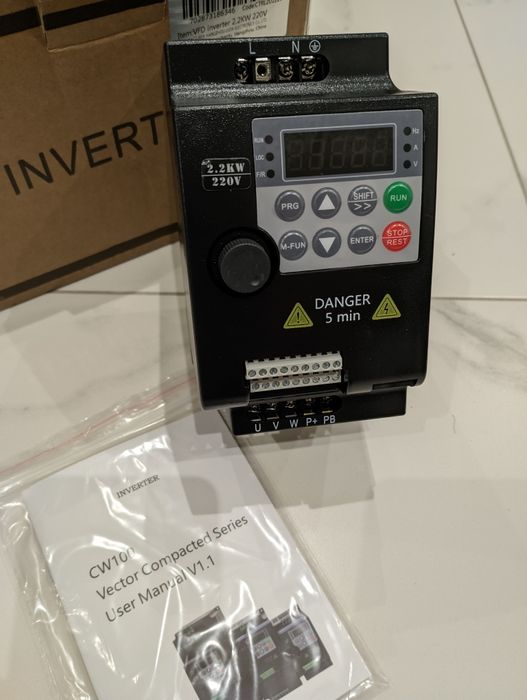 702873186346
Item:VFD Inverter 2.2KW 220V
INVERT
L N
RUN
LOC
F/R
Hz
A
V
2.2KW
220V
PRG
SHIFT
>>
RUN
M-FUN
ENTER
STOP
REST
DANGER
5 min
U V W P+ PB
INVERTER
CW100
Vector Compacted Series
User Manual V1.1